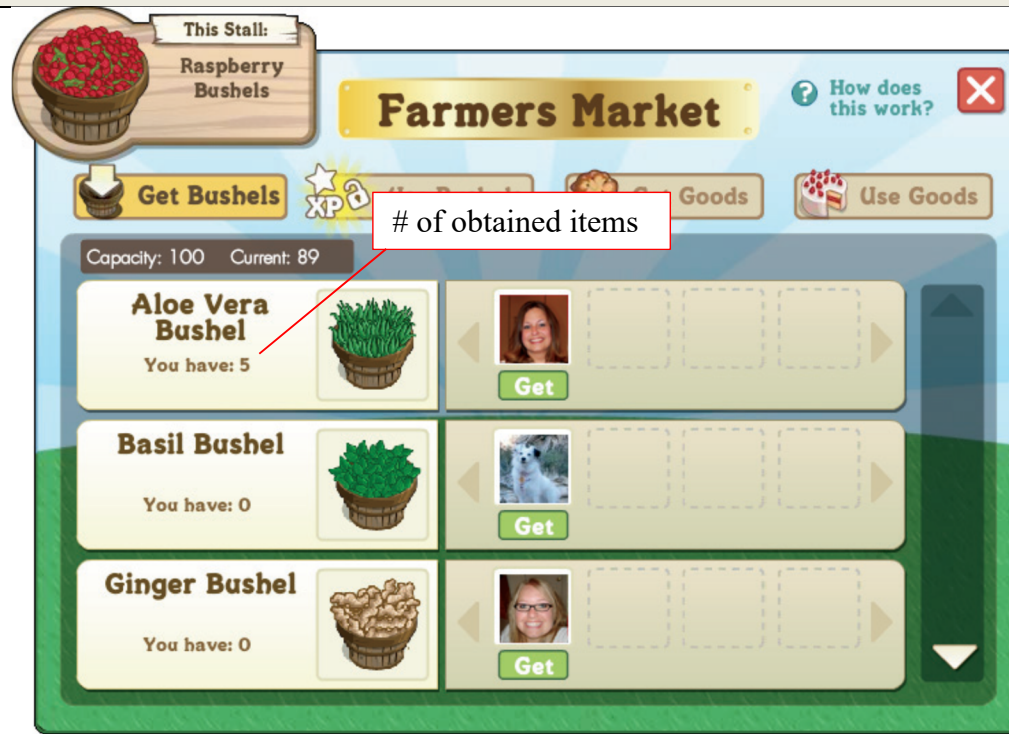 This Stall:
Raspberry
Bushels
Farmers Market
? How does
this work?
Get Bushels
XP
Goods
Use Goods
# of obtained items
Capacity: 100 Current: 89
Aloe Vera
Bushel
You have: 5
Get
Basil Bushel
You have: 0
Get
Ginger Bushel
You have: 0
Get